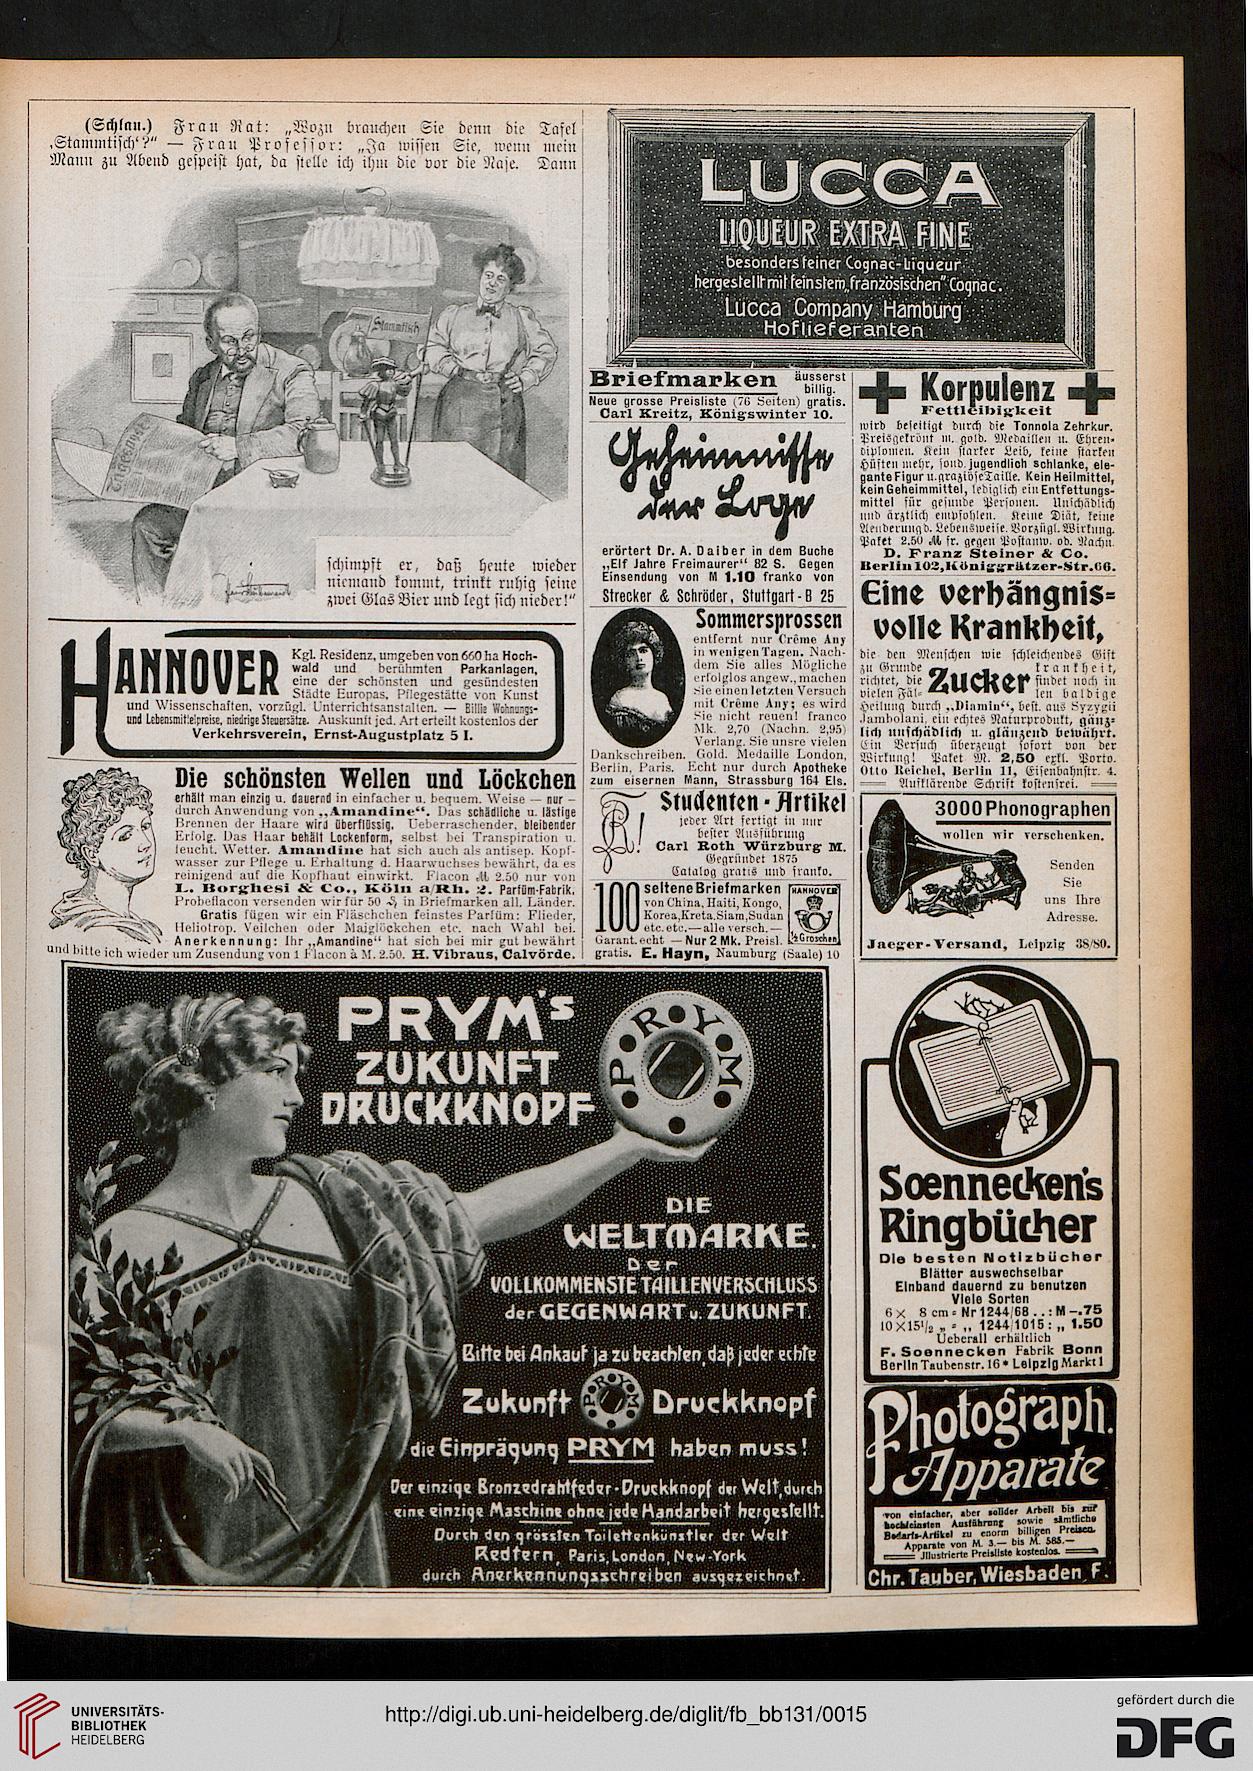 (Schlau.) Frau Rat: „Wozu brauchen Sie denn die Tafel
‚Stammtisch‘?“ — Frau Professor: „Ja wissen Sie, wenn mein
Mann zu Abend gespeist hat, da stelle ich ihm die vor die Nase. Dann
Stammtisch
schimpft er, daß heute wieder
niemand kommt, trinkt ruhig seine
zwei Glas Bier und legt sich nieder!“
HANNOVER
Kgl. Residenz, umgeben von 660 ha Hoch-
wald und berühmten Parkanlagen,
eine der schönsten und gesündesten
Städte Europas, Pflegestätte von Kunst
und Wissenschaften, vorzügl. Unterrichtsanstalten. — Billie Wohnungs-
und Lebensmittelpreise, niedrige Steuersätze. Auskunft jed. Art erteilt kostenlos der
Verkehrsverein, Ernst-Augustplatz 5 I.
Die schönsten Wellen und Löckchen
erhält man einzig u. dauernd in einfacher u. bequem. Weise — nur —
durch Anwendung von „Amandine“. Das schädliche u. lästige
Brennen der Haare wird überflüssig. Ueberraschender, bleibender
Erfolg. Das Haar behält Lockenform, selbst bei Transpiration u.
feucht. Wetter. Amandine hat sich auch als antisep. Kopf-
wasser zur Pflege u. Erhaltung d. Haarwuchses bewährt, da es
reinigend auf die Kopfhaut einwirkt. Flacon ℳ 2.50 nur von
L. Borghesi & Co., Köln a/Rh. 2. Parfüm-Fabrik.
Probeflacon versenden wir für 50 ₰ in Briefmarken all. Länder.
Gratis fügen wir ein Fläschchen feinstes Parfüm: Flieder,
Heliotrop, Veilchen oder Maiglöckchen etc. nach Wahl bei.
Anerkennung: Ihr „Amandine“ hat sich bei mir gut bewährt
und bitte ich wieder um Zusendung von 1 Flacon à M. 2.50. H. Vibraus, Calvörde.
LUCCA
LIQUEUR EXTRA FINE
besonders feiner Cognac-Liqueur
hergestellt mit feinstem „französischen“ Cognac.
Lucca Company Hamburg
Hoflieferanten
Briefmarken äusserst
billig.
Neue grosse Preisliste (76 Seiten) gratis.
Carl Kreitz, Königswinter 10.
Geheimnisse
der Loge
erörtert Dr. A. Daiber in dem Buche
„Elf Jahre Freimaurer“ 82 S. Gegen
Einsendung von M 1.10 franko von
Strecker & Schröder, Stuttgart-B 25
Sommersprossen
entfernt nur Crême Any
in wenigen Tagen. Nach-
dem Sie alles Mögliche
erfolglos angew., machen
Sie einen letzten Versuch
mit Crême Any; es wird
Sie nicht reuen! franco
Mk. 2,70 (Nachn. 2,95)
Verlang. Sie unsre vielen
Dankschreiben. Gold. Medaille London,
Berlin, Paris. Echt nur durch Apotheke
zum eisernen Mann, Strassburg 164 Els.
Studenten-Artikel
jeder Art fertigt in nur
bester Ausführung
Carl Roth Würzburg M.
Gegründet 1875
Catalog gratis und franko.
100 seltene Briefmarken
von China, Haiti, Kongo,
Korea, Kreta, Siam, Sudan
etc. etc. — alle versch. —
Garant. echt — Nur 2 Mk. Preisl.
gratis. E. Hayn, Naumburg (Saale) 10
HANNOVER
½ Groschen
Korpulenz
Fettleibigkeit
wird beseitigt durch die Tonnola Zehrkur.
Preisgekrönt m. gold. Medaillen u. Ehren-
diplomen. Kein starker Leib, keine starken
Hüften mehr, sond. jugendlich schlanke, ele-
gante Figur u. graziöse Taille. Kein Heilmittel,
kein Geheimmittel, lediglich ein Entfettungs-
mittel für gesunde Personen. Unschädlich
und ärztlich empfohlen. Keine Diät, keine
Aenderung d. Lebensweise. Vorzügl. Wirkung.
Paket 2.50 ℳ fr. gegen Postanw. od. Nachn.
D. Franz Steiner & Co.
Berlin 102, Königgrätzer-Str. 66.
Eine verhängnis=
volle Krankheit,
die den Menschen wie schleichendes Gift
zu Grunde
richtet, die
vielen Fäl=
Zucker
krankheit,
findet noch in
len baldige
Heilung durch „Diamin“, best. aus Syzygii
Jambolani, ein echtes Naturprodukt, gänz=
lich unschädlich u. glänzend bewährt.
Ein Versuch überzeugt sofort von der
Wirkung! Paket M. 2,50 exkl. Porto.
Otto Reichel, Berlin 11, Eisenbahnstr. 4.
Aufklärende Schrift kostenfrei.
3000 Phonographen
wollen wir verschenken.
Senden
Sie
uns Ihre
Adresse.
Jaeger-Versand, Leipzig 38/80.
PRYM's
ZUKUNFT
DRUCKKNOPF
PRYM
DIE
WELTMARKE
Der
VOLLKOMMENSTE TAILLENVERSCHLUSS
der GEGENWART u. ZUKUNFT.
Bitte bei Ankauf ja zu beachten, daß jeder echte
Zukunft PRYM Druckknopf
die Einprägung PRYM haben muss!
Der einzige Bronzedrahtfeder-Druckknopf der Welt, durch
eine einzige Maschine ohne jede Handarbeit hergestellt.
Durch den grössten Toilettenkünstler der Welt
Redfern, Paris, London, New-York
durch Anerkennungsschreiben ausgezeichnet.
Soennecken's
Ringbücher
Die besten Notizbücher
Blätter auswechselbar
Einband dauernd zu benutzen
Viele Sorten
6 × 8 cm = Nr 1244/68 . . : M —.75
10 × 15½ „ = „ 1244/1015 : „ 1.50
Ueberall erhältlich
F. Soennecken Fabrik Bonn
Berlin Taubenstr. 16 * Leipzig Markt 1
Photograph.
Apparate
von einfacher, aber solider Arbeit bis zur
hochfeinsten Ausführung sowie sämtliche
Bedarfs-Artikel zu enorm billigen Preisen.
Apparate von M. 3.— bis M. 585.—
Jllustrierte Preisliste kostenlos.
Chr. Tauber, Wiesbaden F.
UNIVERSITÄTS-
BIBLIOTHEK
HEIDELBERG
http://digi.ub.uni-heidelberg.de/diglit/fb_bb131/0015
gefördert durch die
DFG